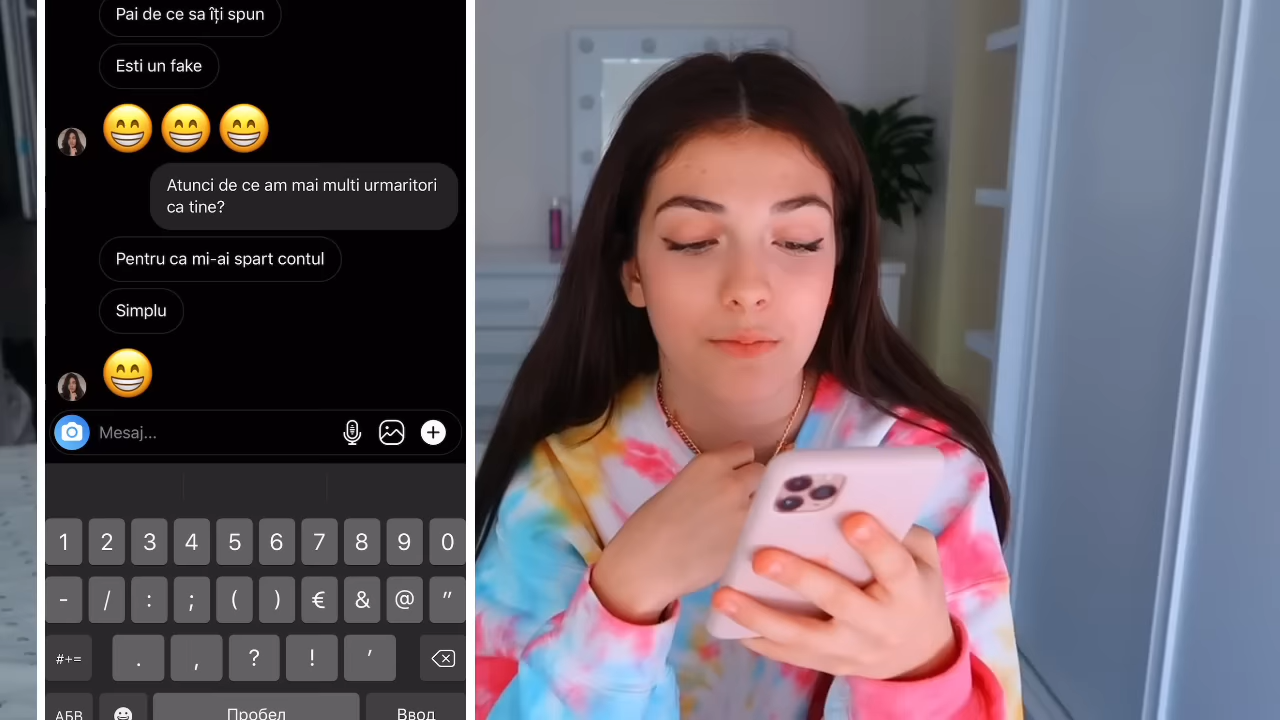 Pai de ce sa îți spun
Esti un fake
Atunci de ce am mai multi urmaritori
ca tine?
Pentru ca mi-ai spart contul
Simplu
Mesaj...
1 2 3 4 5 6 7 8 9 0
- / : ; ( ) € & @ "
#+= . , ? ! ’
АБВ Пробел Ввод